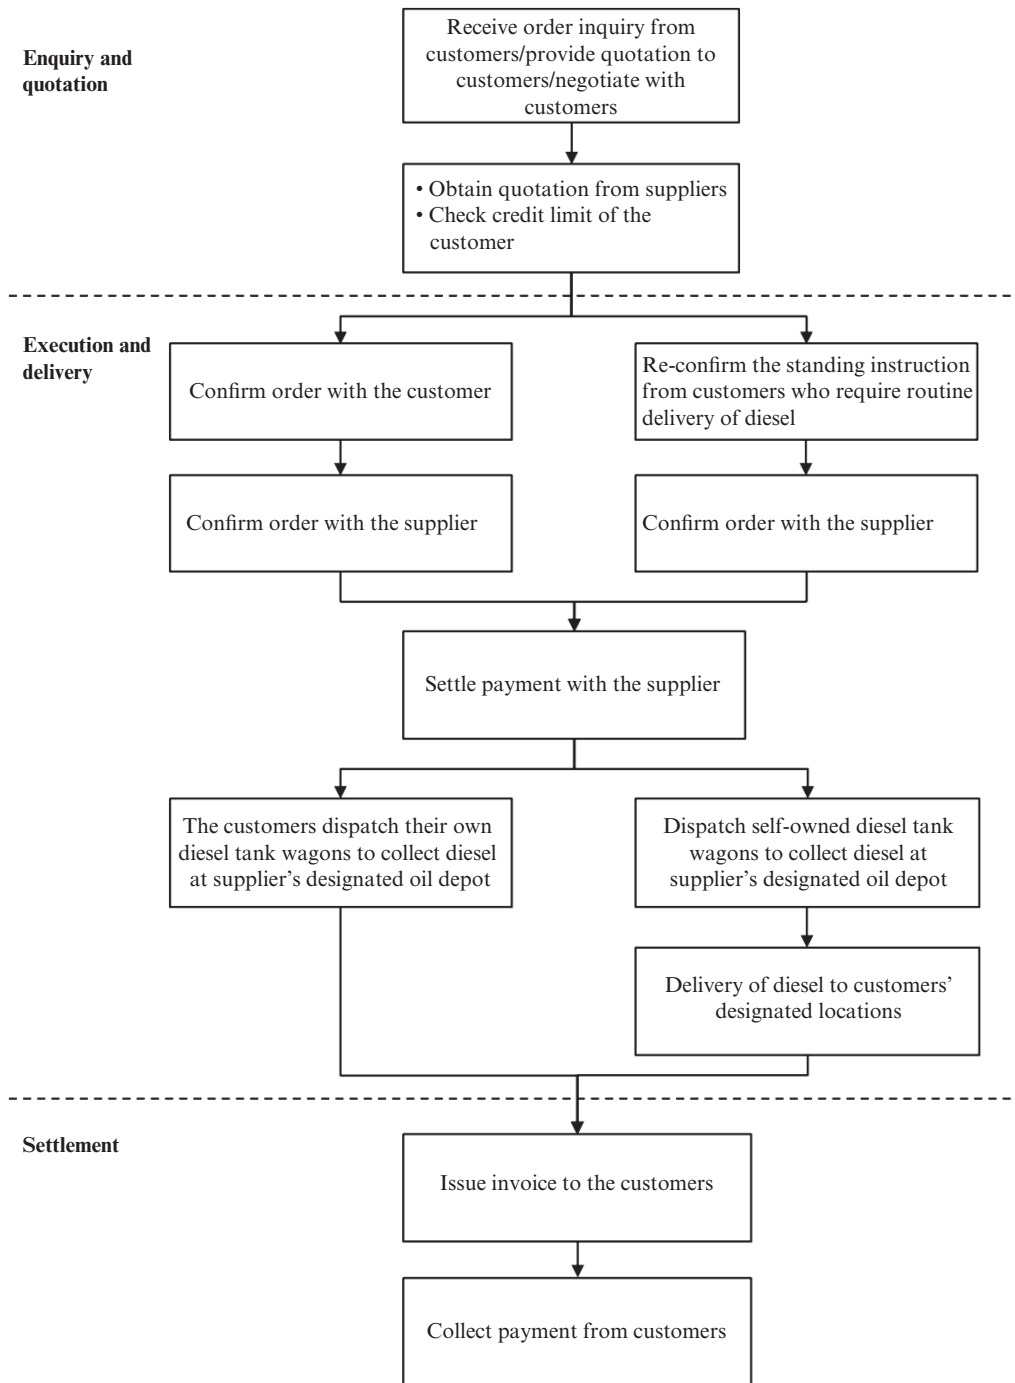 Enquiry and
quotation
Receive order inquiry from
customers/provide quotation to
customers/negotiate with
customers
• Obtain quotation from suppliers
• Check credit limit of the
customer
Execution and
delivery
Confirm order with the customer
Re-confirm the standing instruction
from customers who require routine
delivery of diesel
Confirm order with the supplier
Confirm order with the supplier
Settle payment with the supplier
The customers dispatch their own
diesel tank wagons to collect diesel
at supplier’s designated oil depot
Dispatch self-owned diesel tank
wagons to collect diesel at
supplier’s designated oil depot
Delivery of diesel to customers’
designated locations
Settlement
Issue invoice to the customers
Collect payment from customers